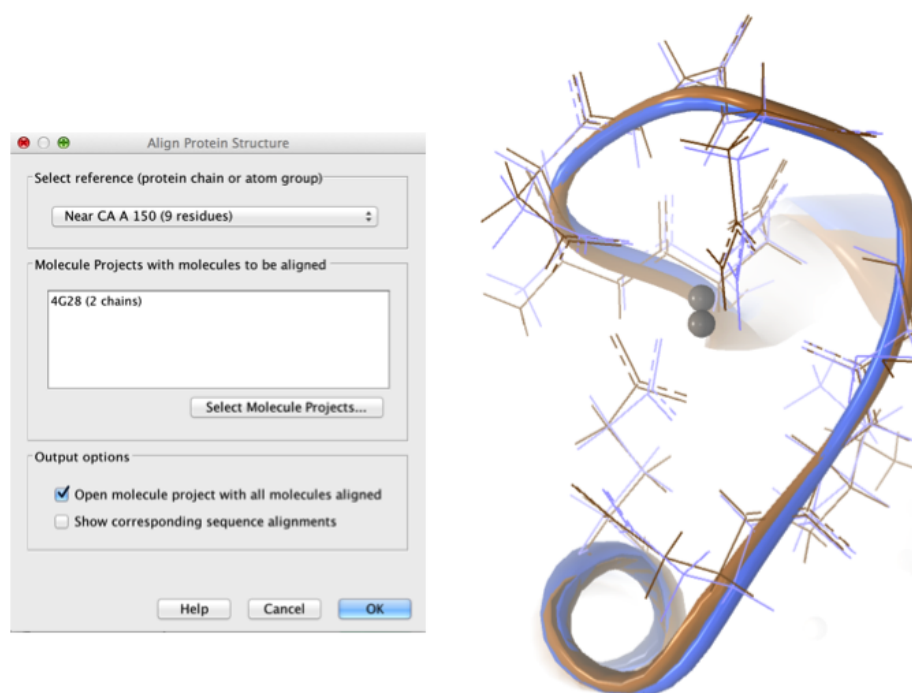 Align Protein Structure
Select reference (protein chain or atom group)
Near CA A 150 (9 residues)
Molecule Projects with molecules to be aligned
4G28 (2 chains)
Select Molecule Projects...
Output options
Open molecule project with all molecules aligned
Show corresponding sequence alignments
Help Cancel OK